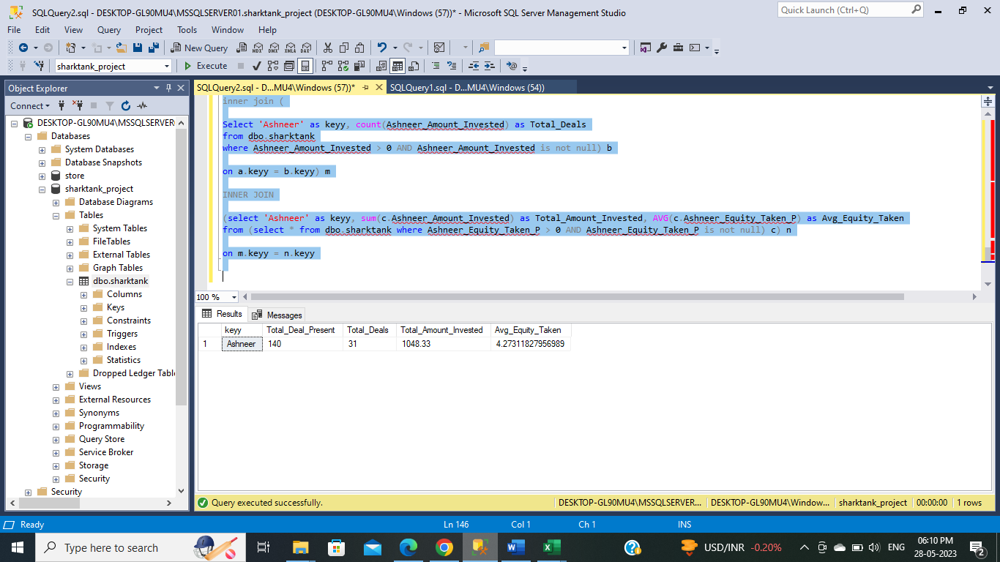 SQLQuery2.sql - DESKTOP-GL90MU4\MSSQLSERVER01.sharktank_project (DESKTOP-GL90MU4\Windows (57))* - Microsoft SQL Server Management Studio
Quick Launch (Ctrl+Q)
File Edit View Query Project Tools Window Help
New Query MDX DMX XMLA DAX
sharktank_project Execute
Object Explorer
SQLQuery2.sql - D...MU4\Windows (57))* SQLQuery1.sql - D...MU4\Windows (54))
Connect
DESKTOP-GL90MU4\MSSQLSERVER
Databases
System Databases
Database Snapshots
store
sharktank_project
Database Diagrams
Tables
System Tables
FileTables
External Tables
Graph Tables
dbo.sharktank
Columns
Keys
Constraints
Triggers
Indexes
Statistics
Dropped Ledger Table
Views
External Resources
Synonyms
Programmability
Query Store
Service Broker
Storage
Security
Security
inner join (
Select 'Ashneer' as keyy, count(Ashneer_Amount_Invested) as Total_Deals
from dbo.sharktank
where Ashneer_Amount_Invested > 0 AND Ashneer_Amount_Invested is not null) b
on a.keyy = b.keyy) m
INNER JOIN
(select 'Ashneer' as keyy, sum(c.Ashneer_Amount_Invested) as Total_Amount_Invested, AVG(c.Ashneer_Equity_Taken_P) as Avg_Equity_Taken
from (select * from dbo.sharktank where Ashneer_Equity_Taken_P > 0 AND Ashneer_Equity_Taken_P is not null) c) n
on m.keyy = n.keyy
100 %
Results Messages
keyy Total_Deal_Present Total_Deals Total_Amount_Invested Avg_Equity_Taken
1 Ashneer 140 31 1048.33 4.27311827956989
Query executed successfully. DESKTOP-GL90MU4\MSSQLSERVER... DESKTOP-GL90MU4\Window... sharktank_project 00:00:00 1 rows
Ready Ln 146 Col 1 Ch 1 INS
Type here to search
USD/INR -0.20% ENG
06:10 PM
28-05-2023
2